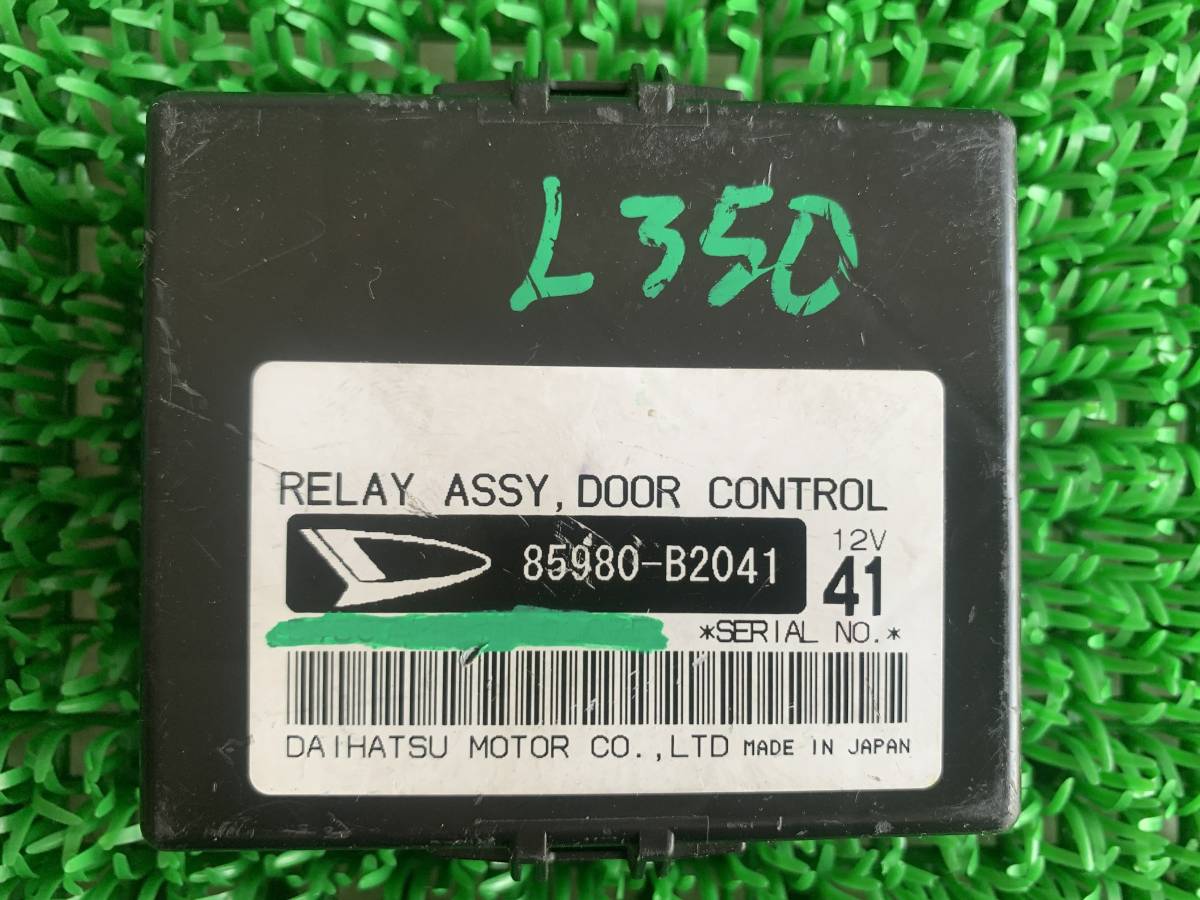 L350
RELAY ASSY, DOOR CONTROL
85980-B2041
12V
41
*SERIAL NO.*
DAIHATSU MOTOR CO.,LTD MADE IN JAPAN